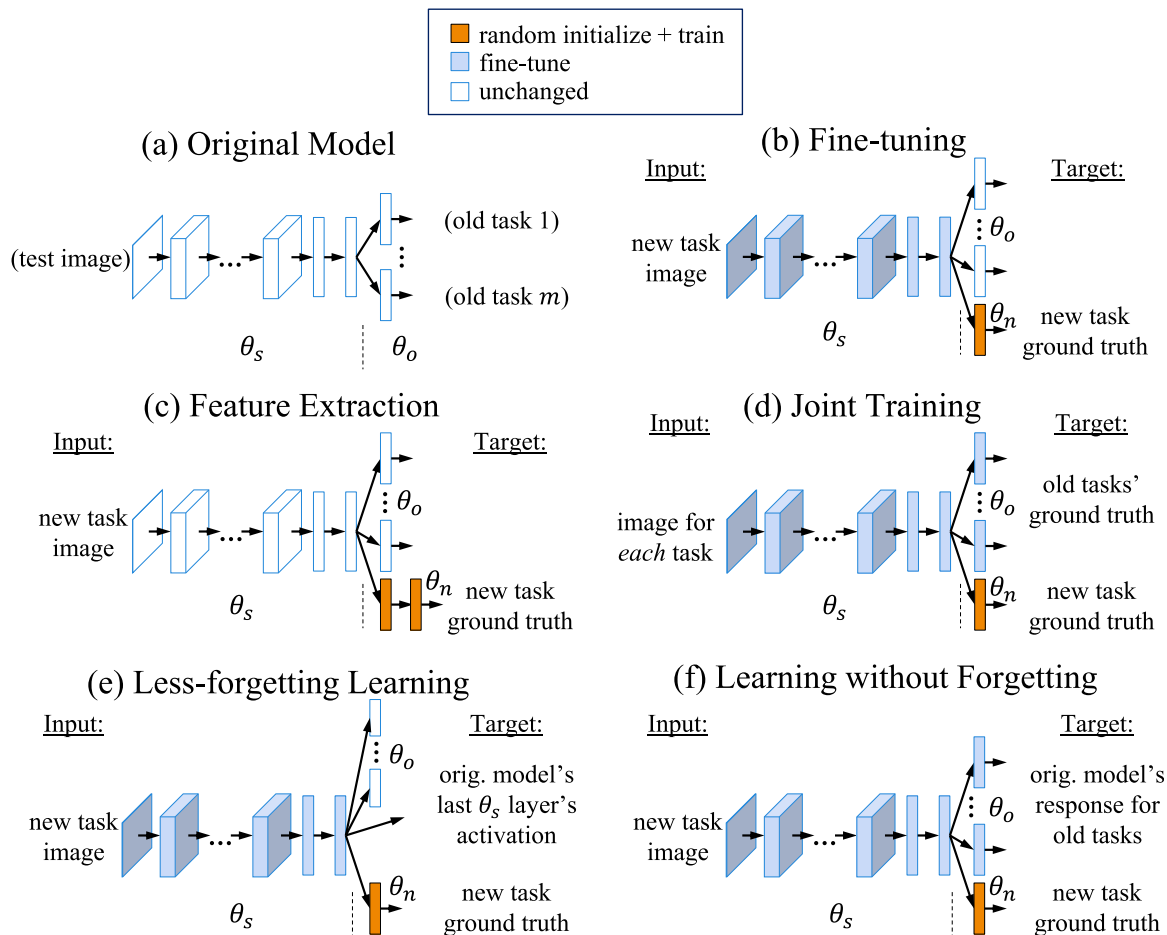 random initialize + train
fine-tune
unchanged
(a) Original Model
(test image)
...
(old task 1)
(old task m)
θs
θo
(b) Fine-tuning
Input:
Target:
new task
image
...
θo
θn
new task
ground truth
θs
(c) Feature Extraction
Input:
Target:
new task
image
...
θo
θn
new task
ground truth
θs
(d) Joint Training
Input:
Target:
image for
each task
...
old tasks'
ground truth
θo
θn
new task
ground truth
θs
(e) Less-forgetting Learning
Input:
Target:
new task
image
...
θo
orig. model's
last θs layer's
activation
θn
new task
ground truth
θs
(f) Learning without Forgetting
Input:
Target:
new task
image
...
θo
orig. model's
response for
old tasks
θn
new task
ground truth
θs